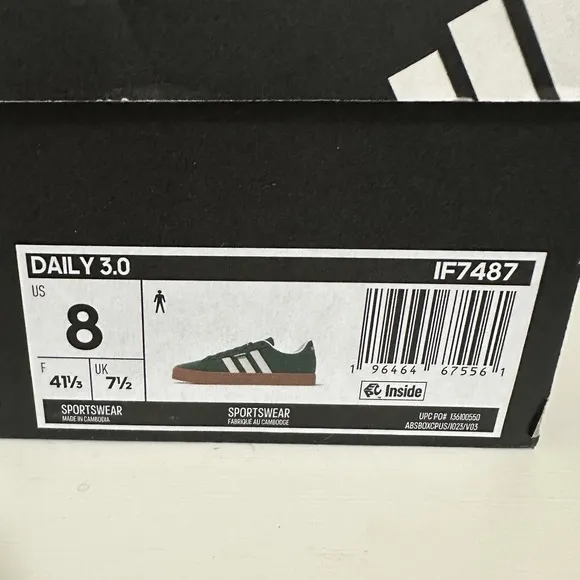 DAILY 3.0 IF7487
US
8
F UK
41⅓ 7½
1 96464 67556 1
Inside
SPORTSWEAR SPORTSWEAR UPC PO# 136100550
MADE IN CAMBODIA FABRIQUÉ AU CAMBODGE ABSBOXCPUS/1023/V03